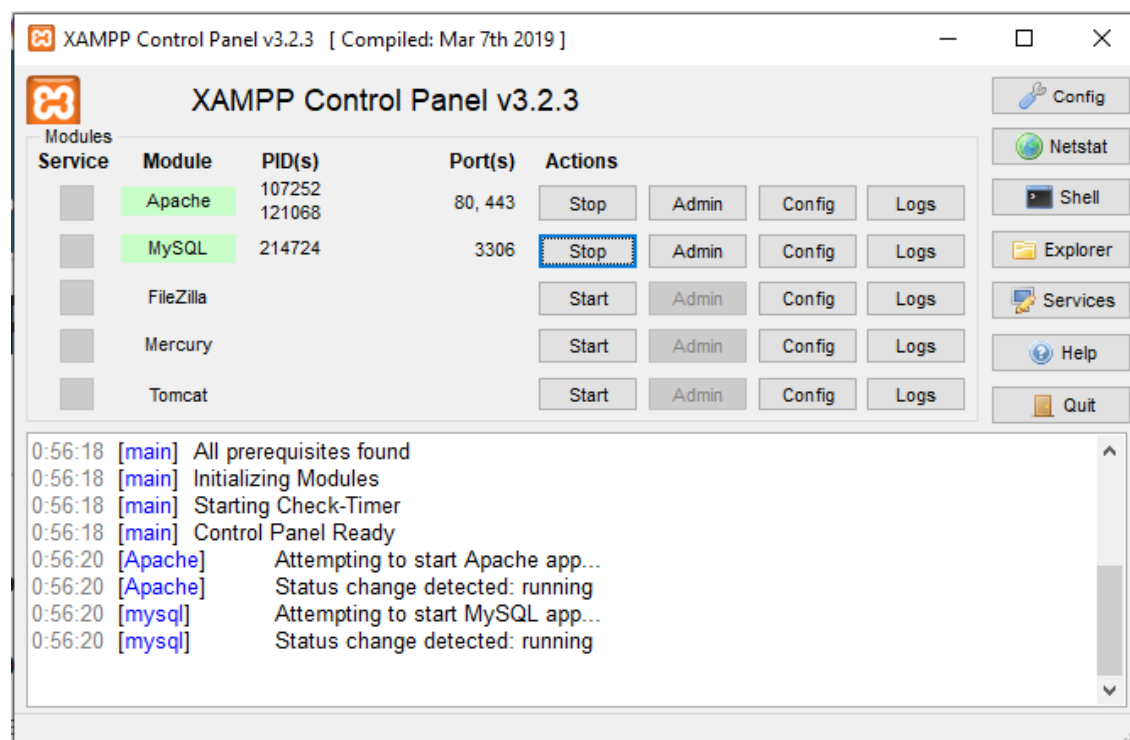 XAMPP Control Panel v3.2.3 [ Compiled: Mar 7th 2019 ]
XAMPP Control Panel v3.2.3
Config
Modules
Netstat
Service Module PID(s) Port(s) Actions
Apache 107252 121068 80, 443 Stop Admin Config Logs
Shell
MySQL 214724 3306 Stop Admin Config Logs
Explorer
FileZilla Start Admin Config Logs
Services
Mercury Start Admin Config Logs
Help
Tomcat Start Admin Config Logs
Quit
0:56:18 [main] All prerequisites found
0:56:18 [main] Initializing Modules
0:56:18 [main] Starting Check-Timer
0:56:18 [main] Control Panel Ready
0:56:20 [Apache] Attempting to start Apache app...
0:56:20 [Apache] Status change detected: running
0:56:20 [mysql] Attempting to start MySQL app...
0:56:20 [mysql] Status change detected: running